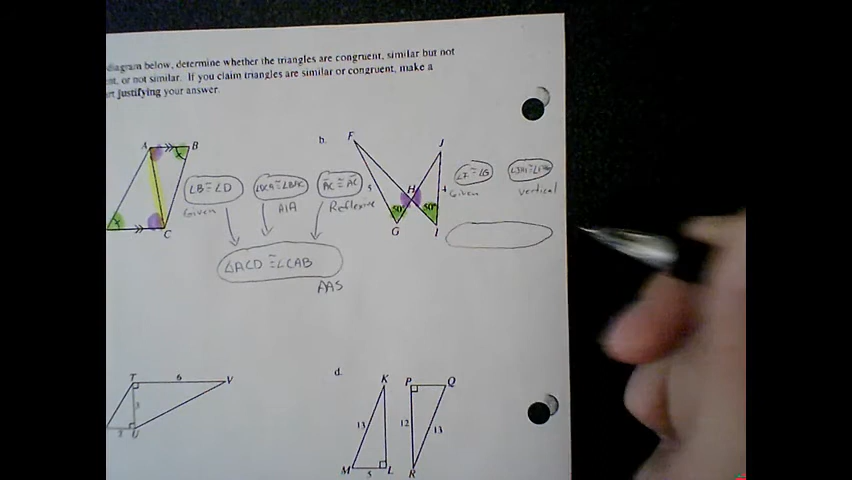 diagram below, determine whether the triangles are congruent, similar but not
or not similar. If you claim triangles are similar or congruent, make a
justifying your answer.
b.
A B
x
x
C
∠B ≅ ∠D
Given
AIA
AC ≅ AC
Reflexive
△ACD ≅ ∠CAB
AAS
F J
5
H
4
50° 50°
G I
∠I ≅ ∠G
Given
vertical
T 6 V
3
3 U
d.
K P Q
13 12 13
M 5 L R